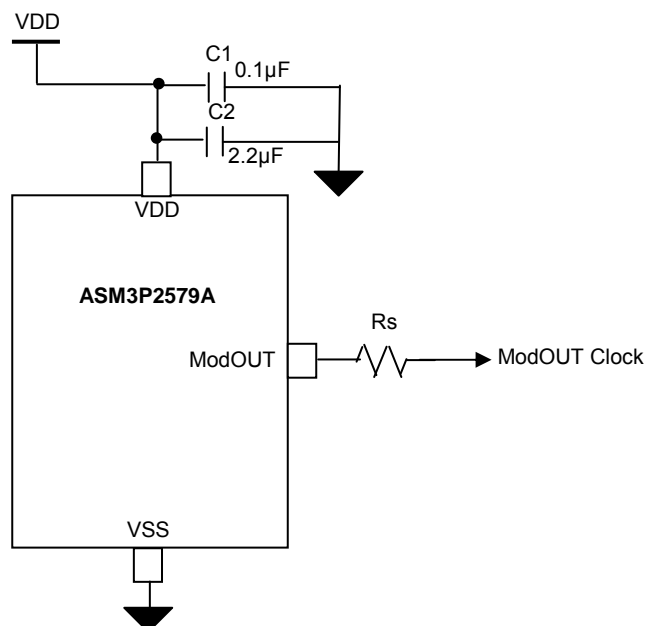 VDD
C1
0.1µF
C2
2.2µF
VDD
ASM3P2579A
Rs
ModOUT
ModOUT Clock
VSS